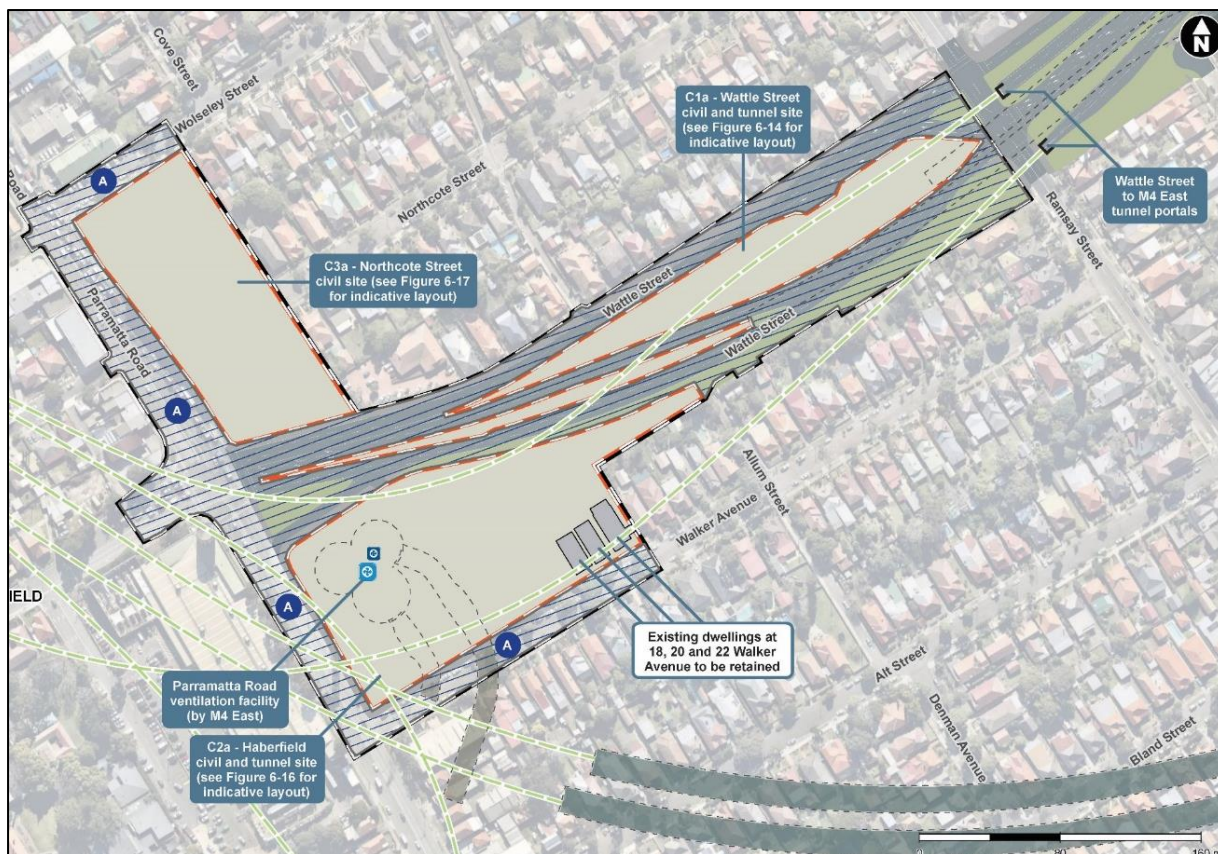 N
Cove Street
Wolseley Street
Road
A
Northcote Street
C1a - Wattle Street
civil and tunnel site
(see Figure 6-14 for
indicative layout)
Wattle Street
to M4 East
tunnel portals
Ramsay Street
C3a - Northcote Street
civil site (see Figure 6-17
for indicative layout)
Parramatta Road
Wattle Street
Wattle Street
A
Allum Street
Walker Avenue
IELD
A
A
Existing dwellings at
18, 20 and 22 Walker
Avenue to be retained
Parramatta Road
ventilation facility
(by M4 East)
C2a - Haberfield
civil and tunnel site
(see Figure 6-16 for
indicative layout)
Alt Street
Denman Avenue
Bland Street
0 80 160 m